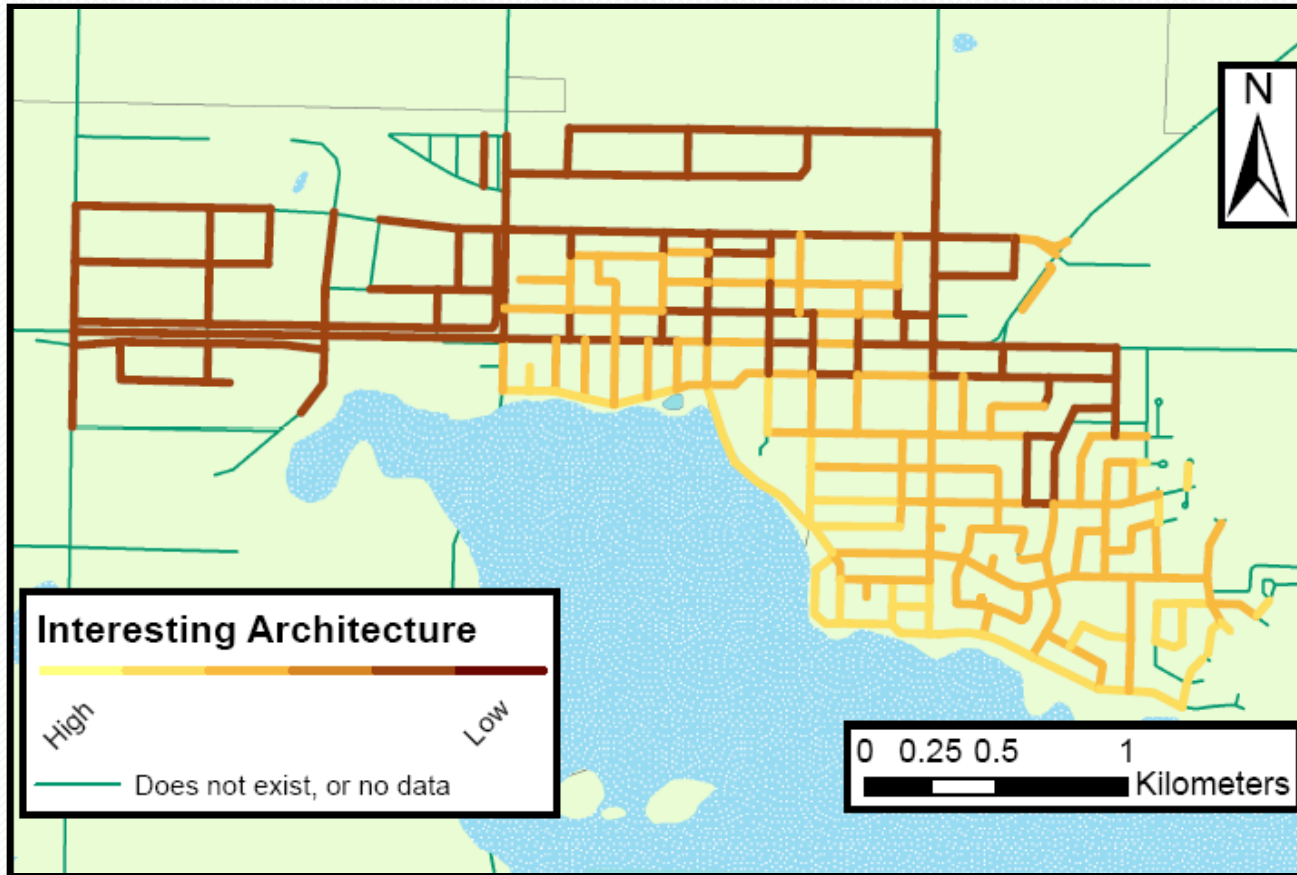 N
Interesting Architecture
High
Low
Does not exist, or no data
0 0.25 0.5 1
Kilometers